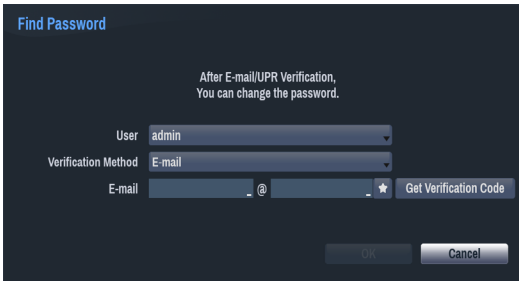 Find Password
After E-mail/UPR Verification,
You can change the password.
User admin
Verification Method E-mail
E-mail _ @ _ Get Verification Code
OK Cancel